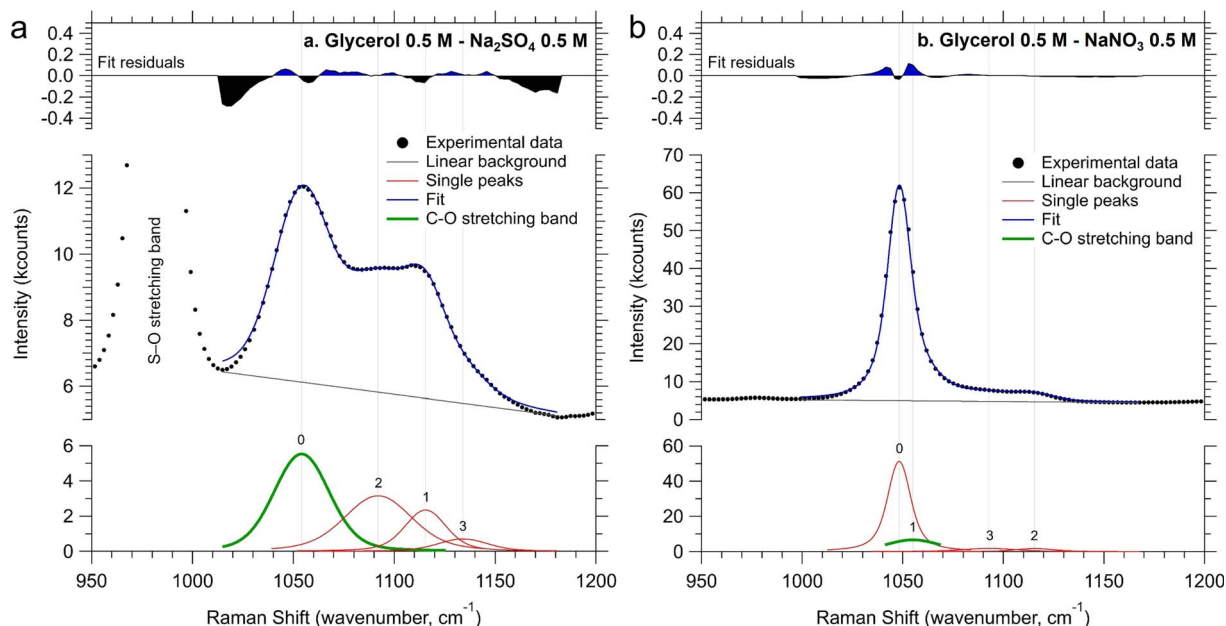 a
a. Glycerol 0.5 M - Na₂SO₄ 0.5 M
Fit residuals
0.4
0.2
0.0
-0.2
-0.4
Experimental data
Linear background
Single peaks
Fit
C-O stretching band
S–O stretching band
Intensity (kcounts)
12
10
8
6
6
4
2
0
0
2
1
3
950
1000
1050
1100
1150
1200
Raman Shift (wavenumber, cm⁻¹)
b
b. Glycerol 0.5 M - NaNO₃ 0.5 M
Fit residuals
0.4
0.2
0.0
-0.2
-0.4
Experimental data
Linear background
Single peaks
Fit
C-O stretching band
Intensity (kcounts)
70
60
50
40
30
20
10
0
60
40
20
0
0
1
3
2
950
1000
1050
1100
1150
1200
Raman Shift (wavenumber, cm⁻¹)